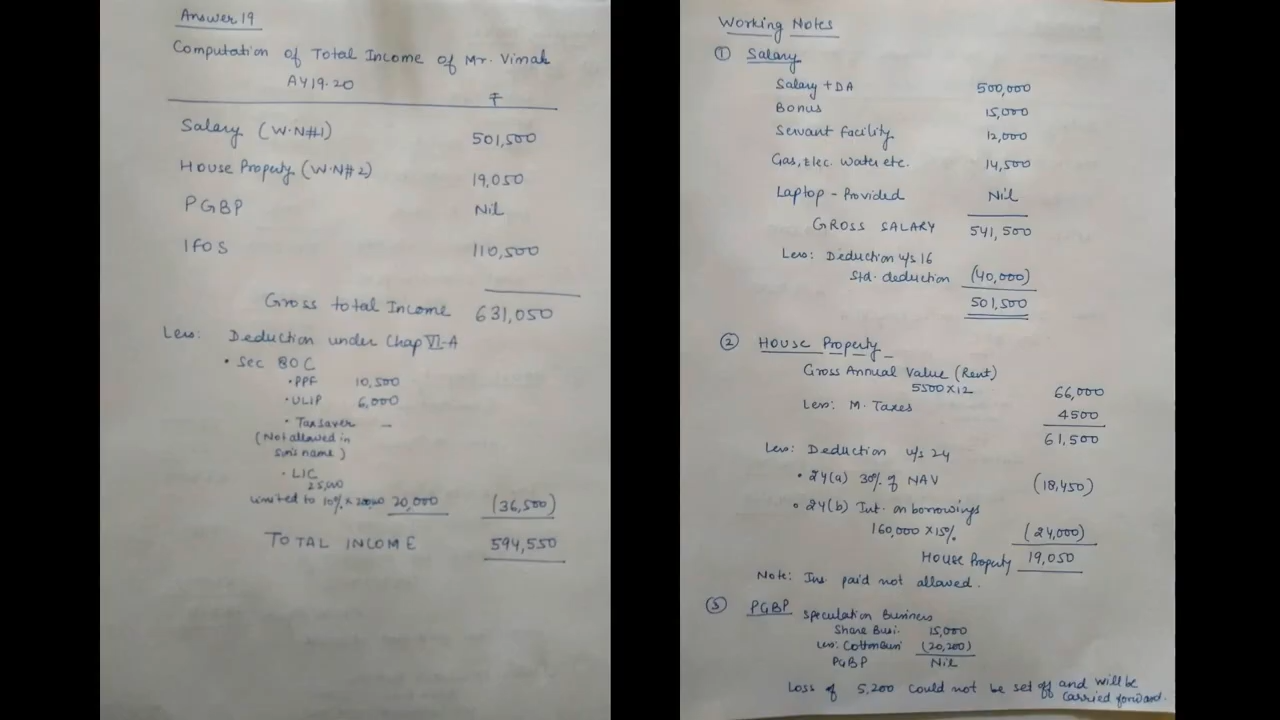 Answer 19
Computation of Total Income of Mr. Vimal
AY19.20
₹
Salary (W.N#1) 501,500
House Property (W.N#2) 19,050
PGBP Nil
IFOS 110,500
Gross total Income 631,050
Less: Deduction under Chap VI-A
• Sec 80C
• PPF 10,500
• ULIP 6,000
• Taxsaver —
(Not allowed in
son's name)
• LIC
25,000
Limited to 10% x 200,000 20,000 (36,500)
TOTAL INCOME 594,550
Working Notes
① Salary
Salary + DA 500,000
Bonus 15,000
Servant facility 12,000
Gas, Elec. Water etc. 14,500
Laptop - Provided Nil
GROSS SALARY 541,500
Less: Deduction u/s 16
Std. deduction (40,000)
501,500
② House Property
Gross Annual Value (Rent)
5500 x 12 66,000
Less: M. Taxes 4500
61,500
Less: Deduction u/s 24
• 24(a) 30% of NAV (18,450)
• 24(b) Int. on borrowings
160,000 x 15% (24,000)
House Property 19,050
Note: Ins. paid not allowed.
③ PGBP Speculation Business
Share Busi. 15,000
Less: Cotton Busi (20,200)
PGBP Nil
Loss of 5,200 could not be set off and will be
carried forward.